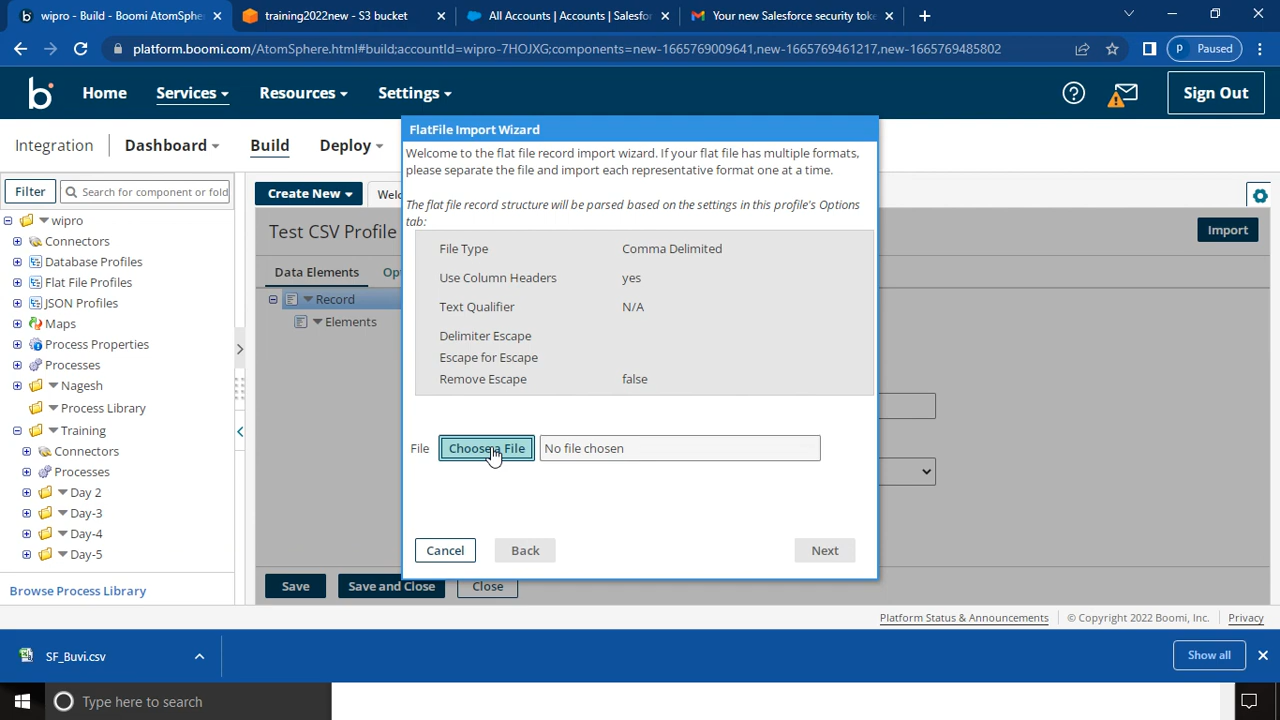 wipro - Build - Boomi AtomSphere
training2022new - S3 bucket
All Accounts | Accounts | Salesfor
Your new Salesforce security toke
platform.boomi.com/AtomSphere.html#build;accountId=wipro-7HOJXG;components=new-1665769009641,new-1665769461217,new-1665769485802
P Paused
b Home Services Resources Settings Sign Out
Integration Dashboard Build Deploy
Filter Search for component or fold
Create New Welc
wipro
Connectors
Database Profiles
Flat File Profiles
JSON Profiles
Maps
Process Properties
Processes
Nagesh
Process Library
Training
Connectors
Processes
Day 2
Day-3
Day-4
Day-5
Browse Process Library
Test CSV Profile
Import
Data Elements Opt
Record
Elements
FlatFile Import Wizard
Welcome to the flat file record import wizard. If your flat file has multiple formats,
please separate the file and import each representative format one at a time.
The flat file record structure will be parsed based on the settings in this profile's Options
tab:
File Type Comma Delimited
Use Column Headers yes
Text Qualifier N/A
Delimiter Escape
Escape for Escape
Remove Escape false
File Choose a File No file chosen
Cancel Back Next
Save Save and Close Close
Platform Status & Announcements © Copyright 2022 Boomi, Inc. Privacy
SF_Buvi.csv
Show all
Type here to search